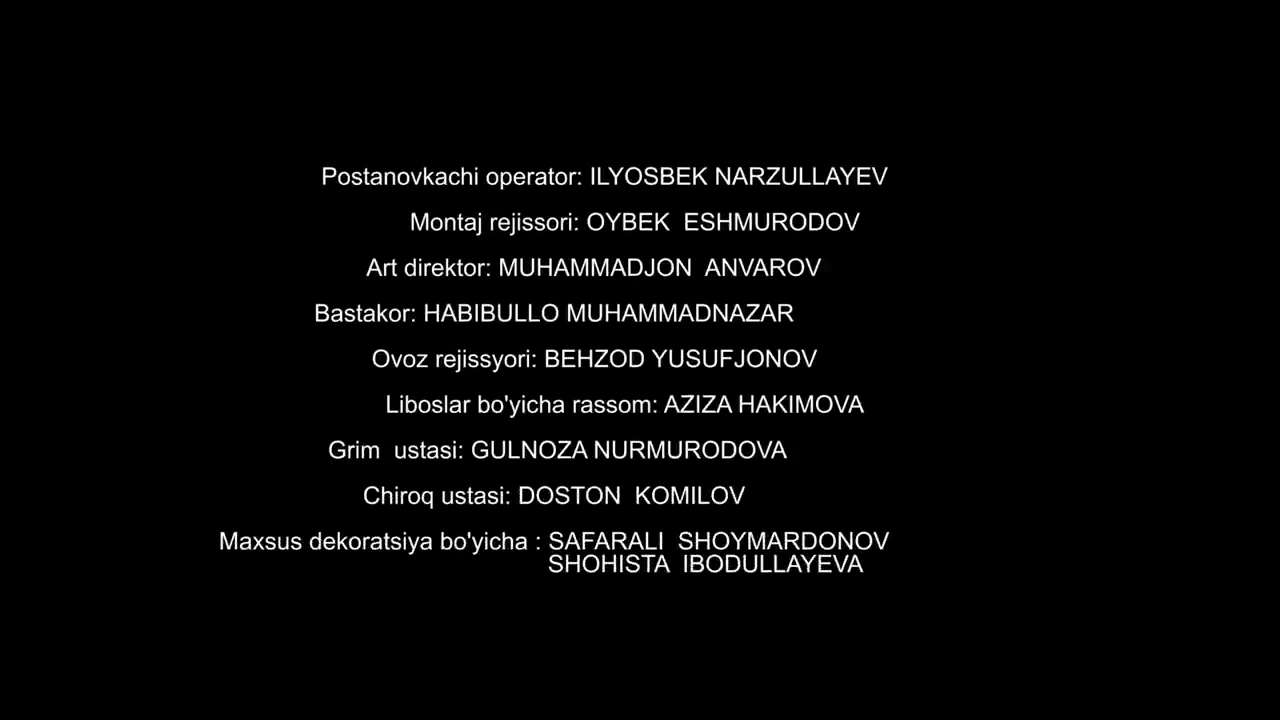 Postanovkachi operator: ILYOSBEK NARZULLAYEV
Montaj rejissori: OYBEK  ESHMURODOV
Art direktor: MUHAMMADJON  ANVAROV
Bastakor: HABIBULLO MUHAMMADNAZAR
Ovoz rejissyori: BEHZOD YUSUFJONOV
Liboslar bo'yicha rassom: AZIZA HAKIMOVA
Grim  ustasi: GULNOZA NURMURODOVA
Chiroq ustasi: DOSTON  KOMILOV
Maxsus dekoratsiya bo'yicha : SAFARALI  SHOYMARDONOV
SHOHISTA  IBODULLAYEVA